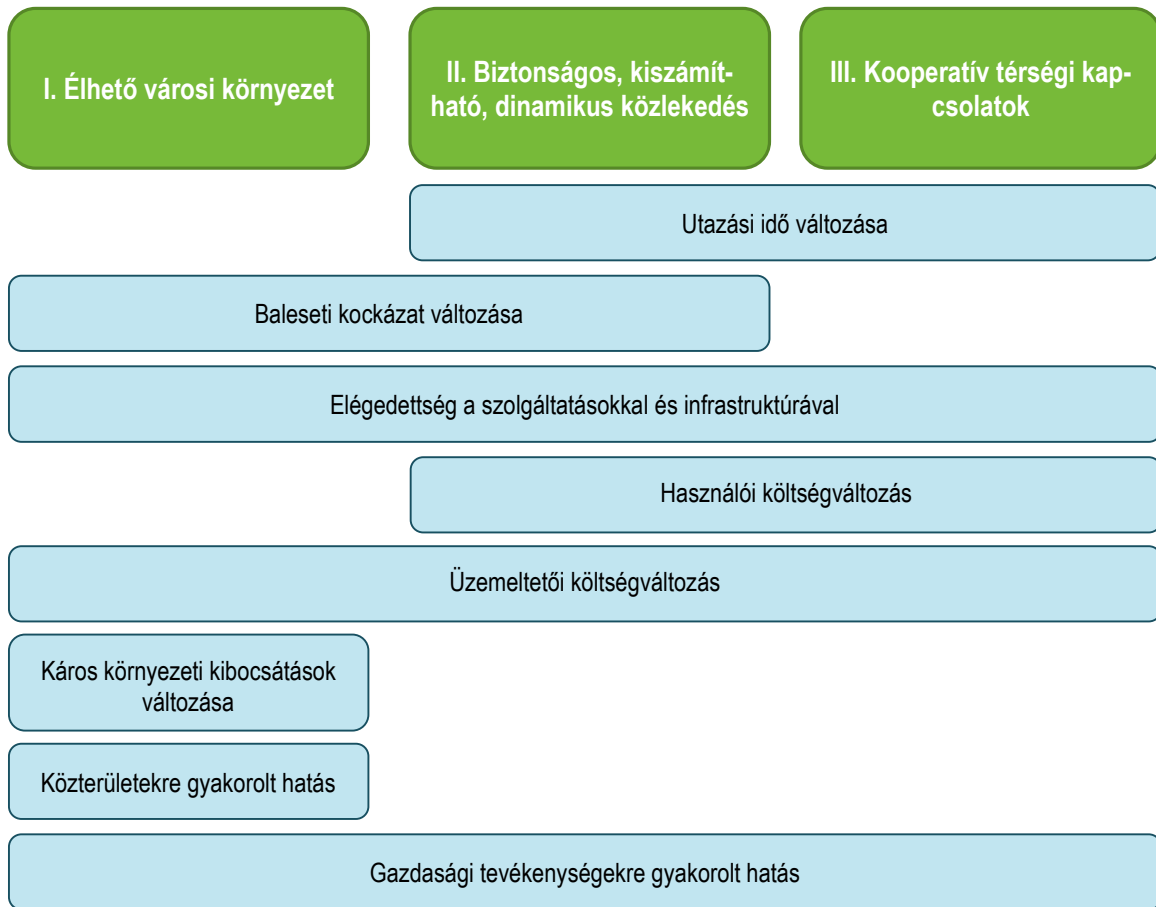 I. Élhető városi környezet
II. Biztonságos, kiszámít-
ható, dinamikus közlekedés
III. Kooperatív térségi kap-
csolatok
Utazási idő változása
Baleseti kockázat változása
Elégedettség a szolgáltatásokkal és infrastruktúrával
Használói költségváltozás
Üzemeltetői költségváltozás
Káros környezeti kibocsátások
változása
Közterületekre gyakorolt hatás
Gazdasági tevékenységekre gyakorolt hatás